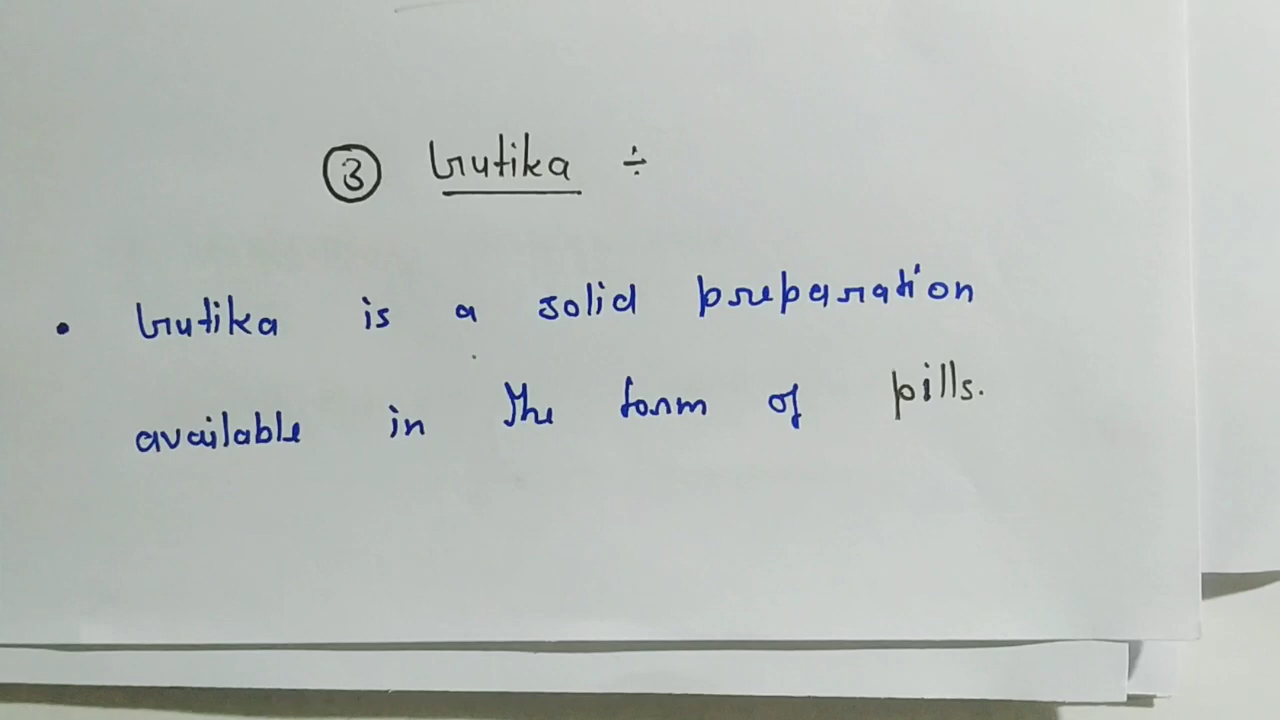 ③ Gutika ÷
• Gutika is a solid preparation
available in the form of pills.